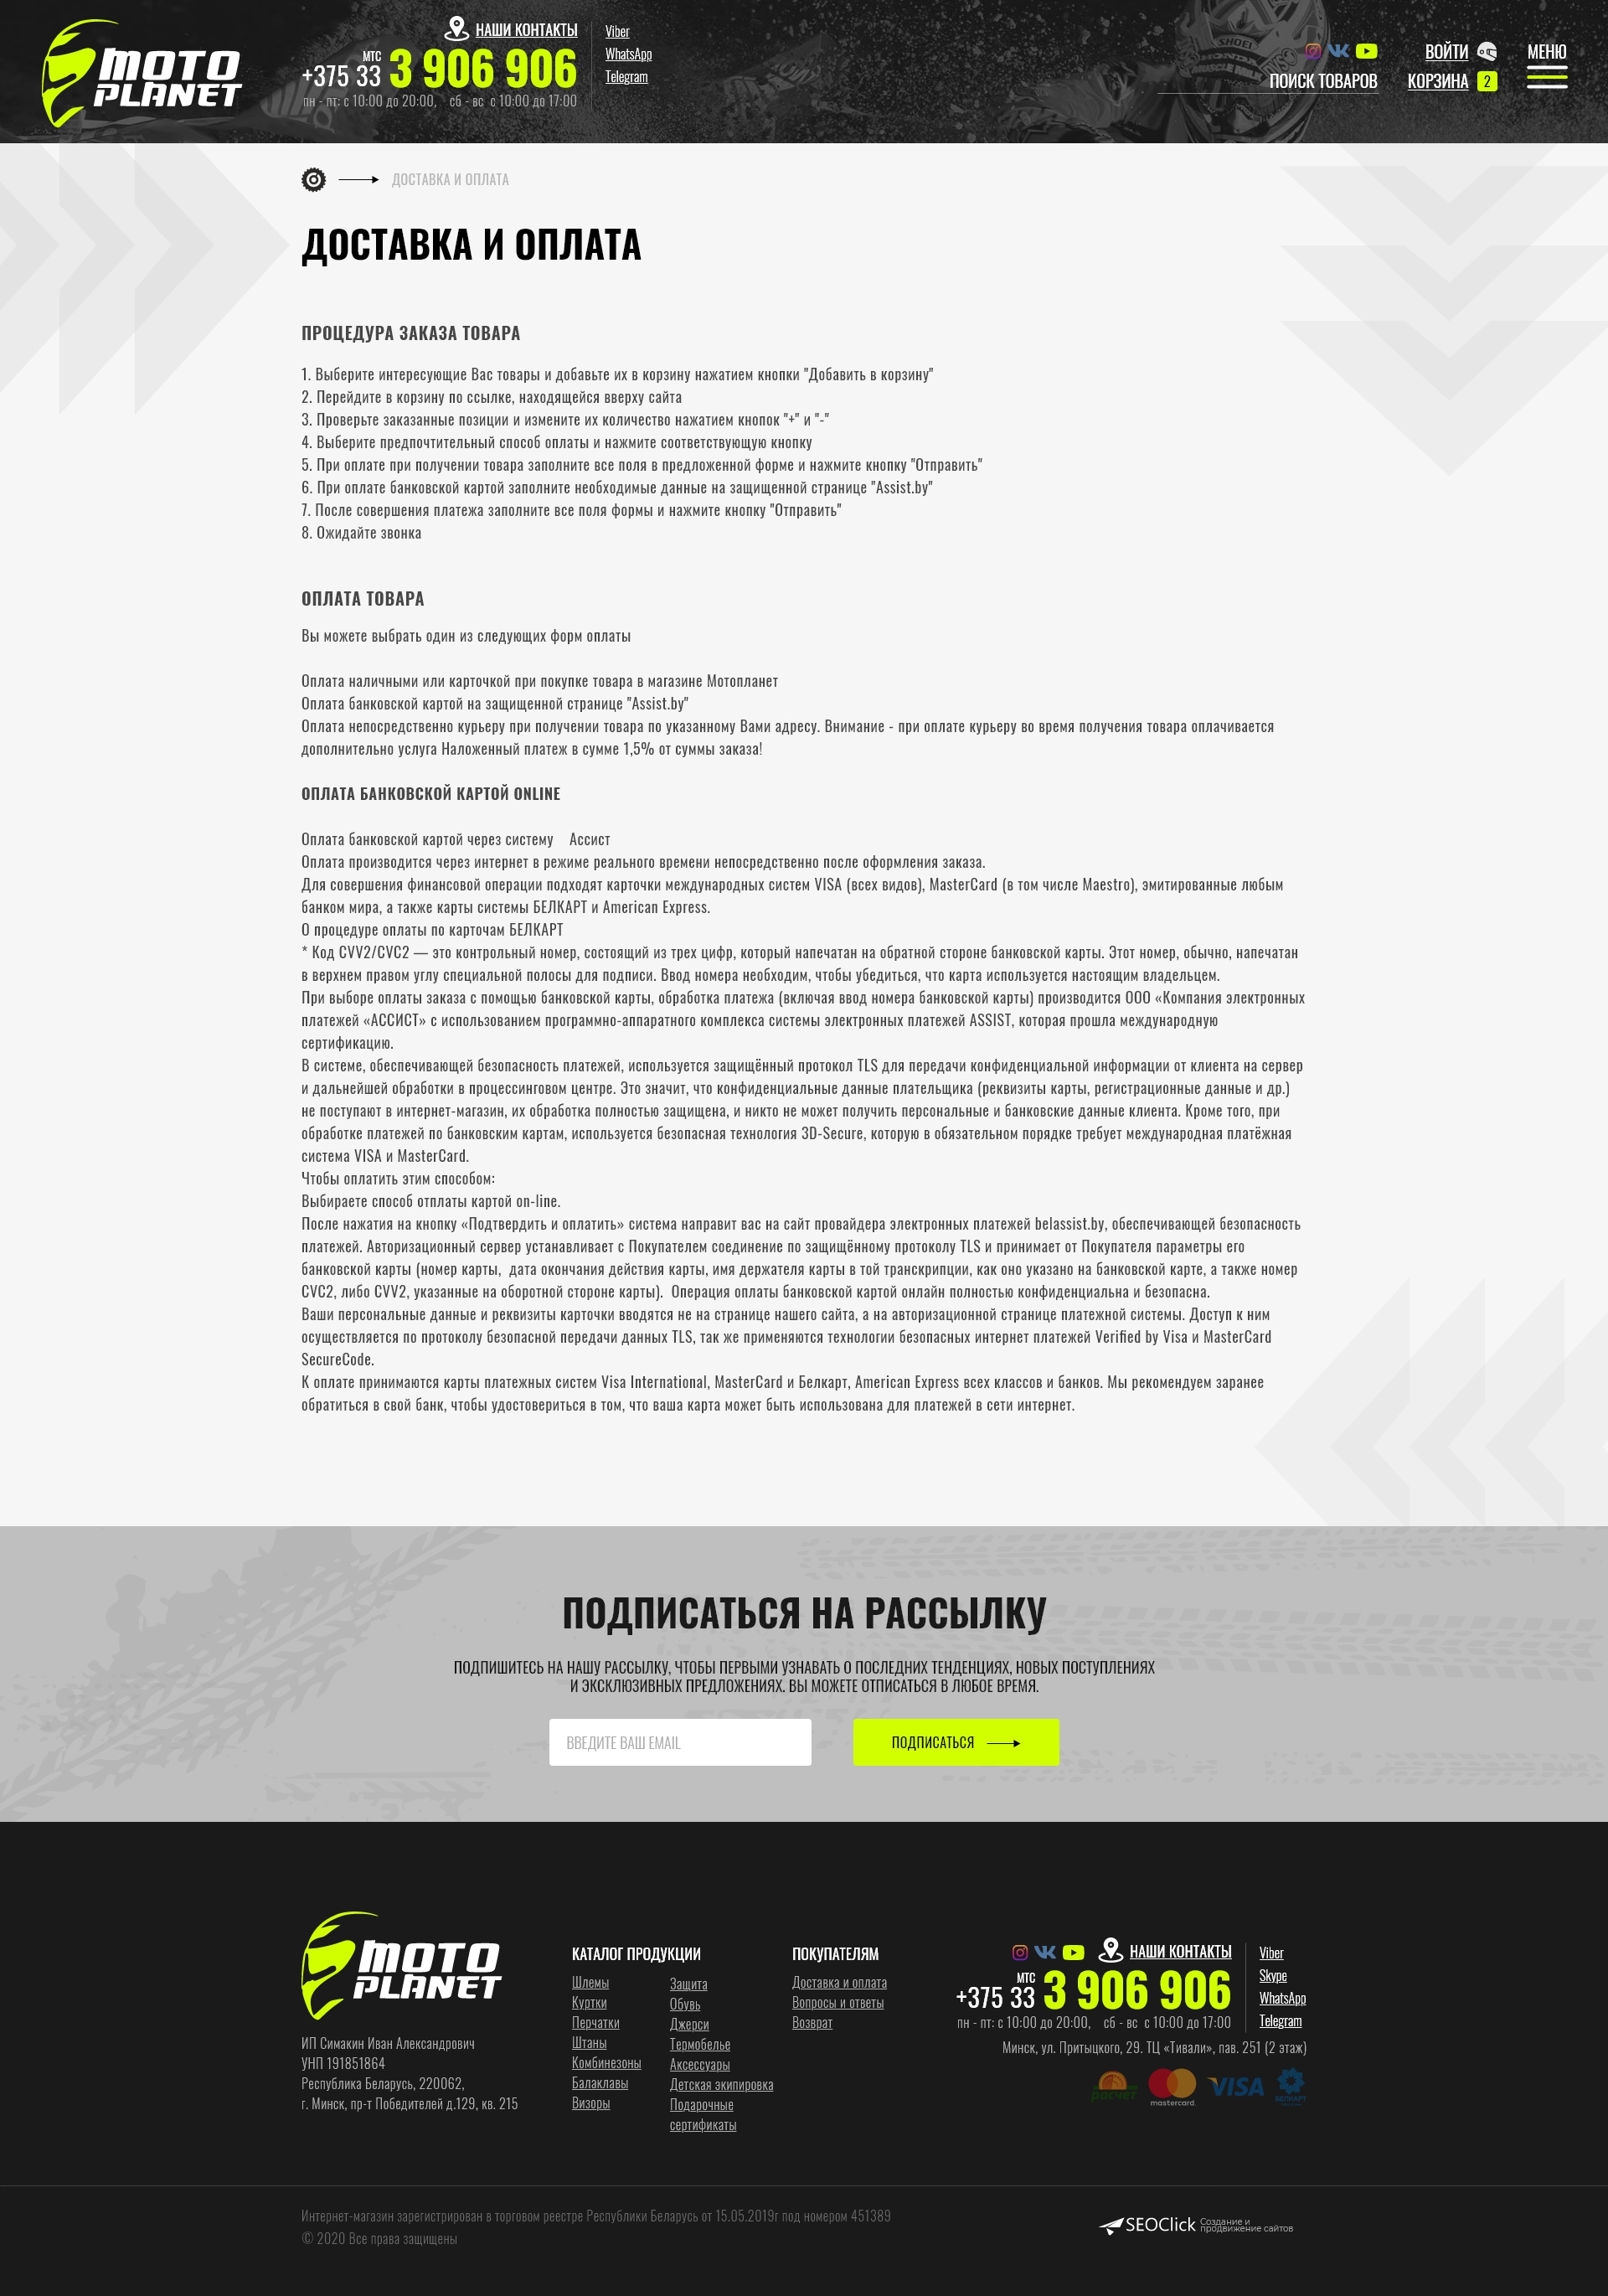 MOTO
PLANET
НАШИ КОНТАКТЫ
МТС
+375 33 3 906 906
пн - пт: с 10:00 до 20:00, сб - вс с 10:00 до 17:00
Viber
WhatsApp
Telegram
ВОЙТИ
МЕНЮ
ПОИСК ТОВАРОВ
КОРЗИНА 2
ДОСТАВКА И ОПЛАТА
ДОСТАВКА И ОПЛАТА
ПРОЦЕДУРА ЗАКАЗА ТОВАРА
1. Выберите интересующие Вас товары и добавьте их в корзину нажатием кнопки "Добавить в корзину"
2. Перейдите в корзину по ссылке, находящейся вверху сайта
3. Проверьте заказанные позиции и измените их количество нажатием кнопок "+" и "-"
4. Выберите предпочтительный способ оплаты и нажмите соответствующую кнопку
5. При оплате при получении товара заполните все поля в предложенной форме и нажмите кнопку "Отправить"
6. При оплате банковской картой заполните необходимые данные на защищенной странице "Assist.by"
7. После совершения платежа заполните все поля формы и нажмите кнопку "Отправить"
8. Ожидайте звонка
ОПЛАТА ТОВАРА
Вы можете выбрать один из следующих форм оплаты
Оплата наличными или карточкой при покупке товара в магазине Мотопланет
Оплата банковской картой на защищенной странице "Assist.by"
Оплата непосредственно курьеру при получении товара по указанному Вами адресу. Внимание - при оплате курьеру во время получения товара оплачивается
дополнительно услуга Наложенный платеж в сумме 1,5% от суммы заказа!
ОПЛАТА БАНКОВСКОЙ КАРТОЙ ONLINE
Оплата банковской картой через систему Ассист
Оплата производится через интернет в режиме реального времени непосредственно после оформления заказа.
Для совершения финансовой операции подходят карточки международных систем VISA (всех видов), MasterCard (в том числе Maestro), эмитированные любым
банком мира, а также карты системы БЕЛКАРТ и American Express.
О процедуре оплаты по карточам БЕЛКАРТ
* Код CVV2/CVC2 — это контрольный номер, состоящий из трех цифр, который напечатан на обратной стороне банковской карты. Этот номер, обычно, напечатан
в верхнем правом углу специальной полосы для подписи. Ввод номера необходим, чтобы убедиться, что карта используется настоящим владельцем.
При выборе оплаты заказа с помощью банковской карты, обработка платежа (включая ввод номера банковской карты) производится ООО «Компания электронных
платежей «АССИСТ» с использованием программно-аппаратного комплекса системы электронных платежей ASSIST, которая прошла международную
сертификацию.
В системе, обеспечивающей безопасность платежей, используется защищённый протокол TLS для передачи конфиденциальной информации от клиента на сервер
и дальнейшей обработки в процессинговом центре. Это значит, что конфиденциальные данные плательщика (реквизиты карты, регистрационные данные и др.)
не поступают в интернет-магазин, их обработка полностью защищена, и никто не может получить персональные и банковские данные клиента. Кроме того, при
обработке платежей по банковским картам, используется безопасная технология 3D-Secure, которую в обязательном порядке требует международная платёжная
система VISA и MasterCard.
Чтобы оплатить этим способом:
Выбираете способ отплаты картой on-line.
После нажатия на кнопку «Подтвердить и оплатить» система направит вас на сайт провайдера электронных платежей belassist.by, обеспечивающей безопасность
платежей. Авторизационный сервер устанавливает с Покупателем соединение по защищённому протоколу TLS и принимает от Покупателя параметры его
банковской карты (номер карты, дата окончания действия карты, имя держателя карты в той транскрипции, как оно указано на банковской карте, а также номер
CVC2, либо CVV2, указанные на оборотной стороне карты). Операция оплаты банковской картой онлайн полностью конфиденциальна и безопасна.
Ваши персональные данные и реквизиты карточки вводятся не на странице нашего сайта, а на авторизационной странице платежной системы. Доступ к ним
осуществляется по протоколу безопасной передачи данных TLS, так же применяются технологии безопасных интернет платежей Verified by Visa и MasterCard
SecureCode.
К оплате принимаются карты платежных систем Visa International, MasterCard и Белкарт, American Express всех классов и банков. Мы рекомендуем заранее
обратиться в свой банк, чтобы удостовериться в том, что ваша карта может быть использована для платежей в сети интернет.
ПОДПИСАТЬСЯ НА РАССЫЛКУ
ПОДПИШИТЕСЬ НА НАШУ РАССЫЛКУ, ЧТОБЫ ПЕРВЫМИ УЗНАВАТЬ О ПОСЛЕДНИХ ТЕНДЕНЦИЯХ, НОВЫХ ПОСТУПЛЕНИЯХ
И ЭКСКЛЮЗИВНЫХ ПРЕДЛОЖЕНИЯХ. ВЫ МОЖЕТЕ ОТПИСАТЬСЯ В ЛЮБОЕ ВРЕМЯ.
ВВЕДИТЕ ВАШ EMAIL
ПОДПИСАТЬСЯ
MOTO
PLANET
ИП Симакин Иван Александрович
УНП 191851864
Республика Беларусь, 220062,
г. Минск, пр-т Победителей д.129, кв. 215
КАТАЛОГ ПРОДУКЦИИ
Шлемы
Куртки
Перчатки
Штаны
Комбинезоны
Балаклавы
Визоры
Защита
Обувь
Джерси
Термобелье
Аксессуары
Детская экипировка
Подарочные
сертификаты
ПОКУПАТЕЛЯМ
Доставка и оплата
Вопросы и ответы
Возврат
НАШИ КОНТАКТЫ
МТС
+375 33 3 906 906
пн - пт: с 10:00 до 20:00, сб - вс с 10:00 до 17:00
Viber
Skype
WhatsApp
Telegram
Минск, ул. Притыцкого, 29. ТЦ «Тивали», пав. 251 (2 этаж)
расчет
mastercard.
VISA
БЕЛКАРТ
Интернет-магазин зарегистрирован в торговом реестре Республики Беларусь от 15.05.2019г под номером 451389
© 2020 Все права защищены
SEOClick
Создание и
продвижение сайтов